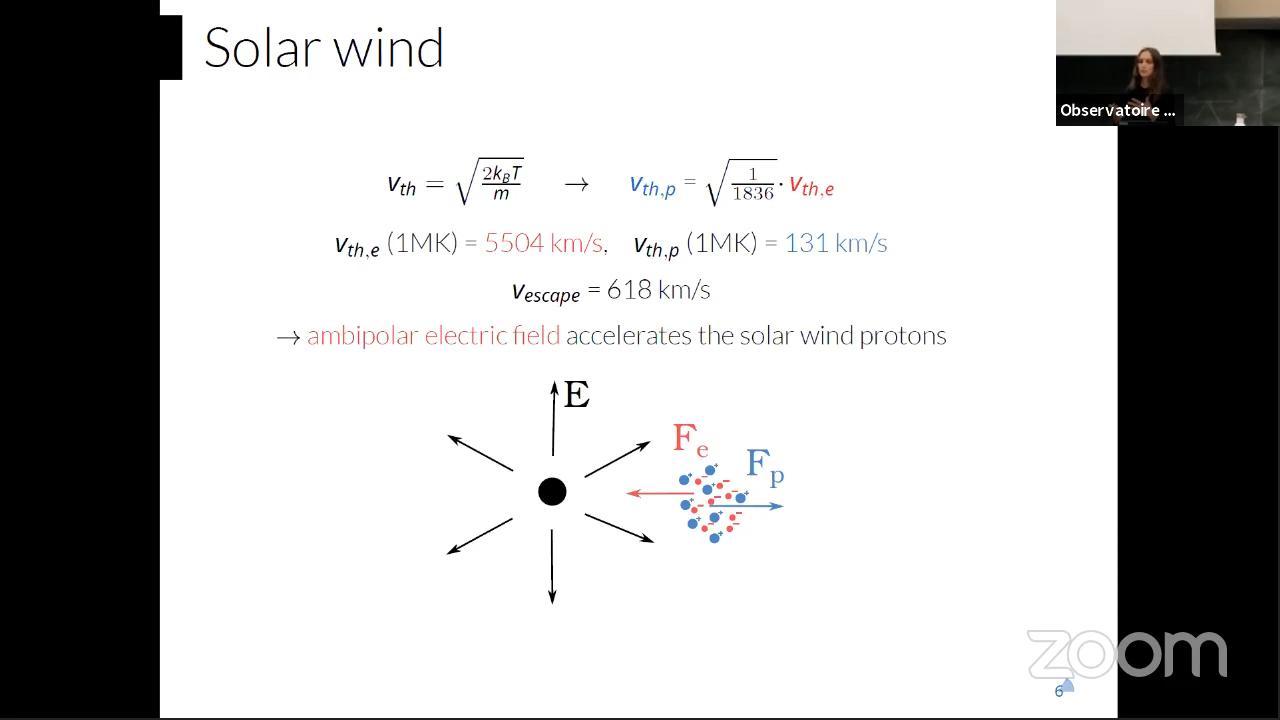 Solar wind
Observatoire ...
v_th = √(2k_BT/m) → v_th,p = √(1/1836) · v_th,e
v_th,e (1MK) = 5504 km/s, v_th,p (1MK) = 131 km/s
v_escape = 618 km/s
→ ambipolar electric field accelerates the solar wind protons
E
F_e
F_p
zoom
6